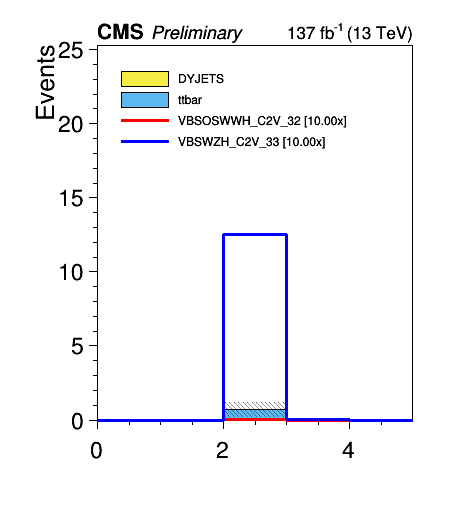 CMS Preliminary 137 fb-1 (13 TeV)
Events
25
20
15
10
5
0
DYJETS
ttbar
VBSOSWWH_C2V_32 [10.00x]
VBSWZH_C2V_33 [10.00x]
0 2 4